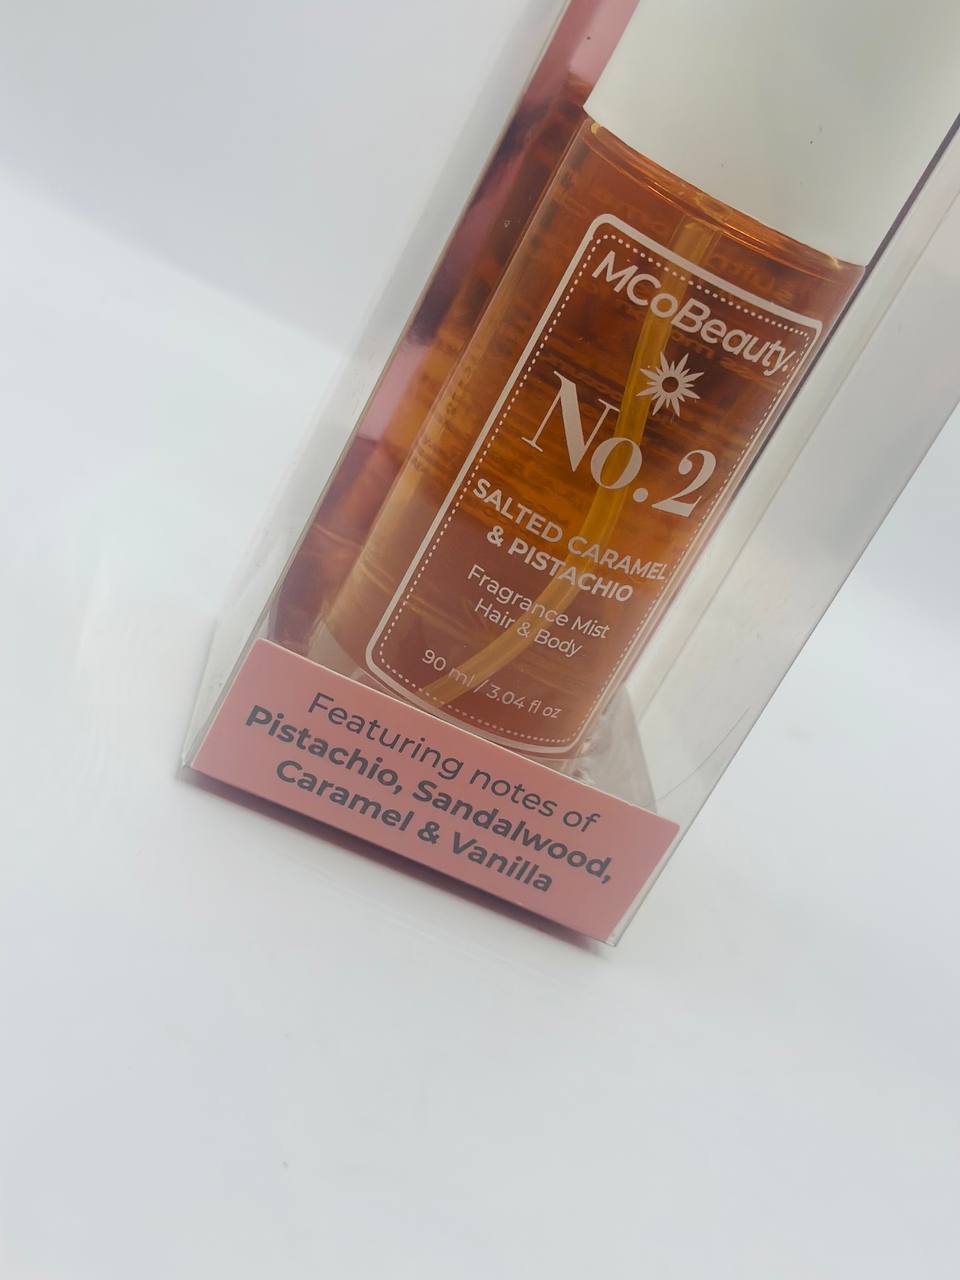 MCoBeauty
No.2
SALTED CARAMEL
& PISTACHIO
Fragrance Mist
Hair & Body
90 ml / 3.04 fl oz
Featuring notes of
Pistachio, Sandalwood,
Caramel & Vanilla